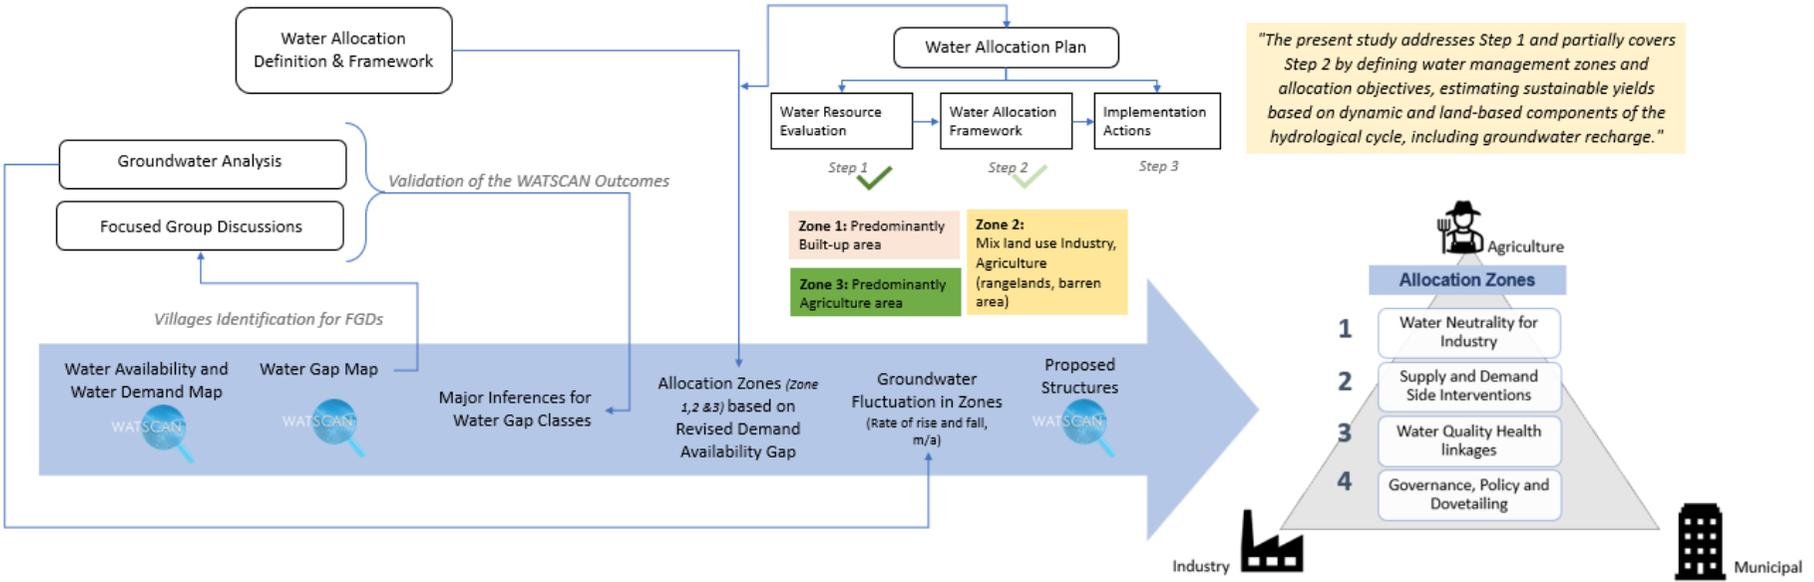 Water Allocation
Definition & Framework
Water Allocation Plan
Water Resource
Evaluation
Water Allocation
Framework
Implementation
Actions
Step 1
Step 2
Step 3
"The present study addresses Step 1 and partially covers
Step 2 by defining water management zones and
allocation objectives, estimating sustainable yields
based on dynamic and land-based components of the
hydrological cycle, including groundwater recharge."
Groundwater Analysis
Focused Group Discussions
Validation of the WATSCAN Outcomes
Villages Identification for FGDs
Zone 1: Predominantly
Built-up area
Zone 3: Predominantly
Agriculture area
Zone 2:
Mix land use Industry,
Agriculture
(rangelands, barren
area)
Water Availability and
Water Demand Map
WATSCAN
Water Gap Map
WATSCAN
Major Inferences for
Water Gap Classes
Allocation Zones (Zone
1,2 &3) based on
Revised Demand
Availability Gap
Groundwater
Fluctuation in Zones
(Rate of rise and fall,
m/a)
Proposed
Structures
WATSCAN
Agriculture
Allocation Zones
1
Water Neutrality for
Industry
2
Supply and Demand
Side Interventions
3
Water Quality Health
linkages
4
Governance, Policy and
Dovetailing
Industry
Municipal